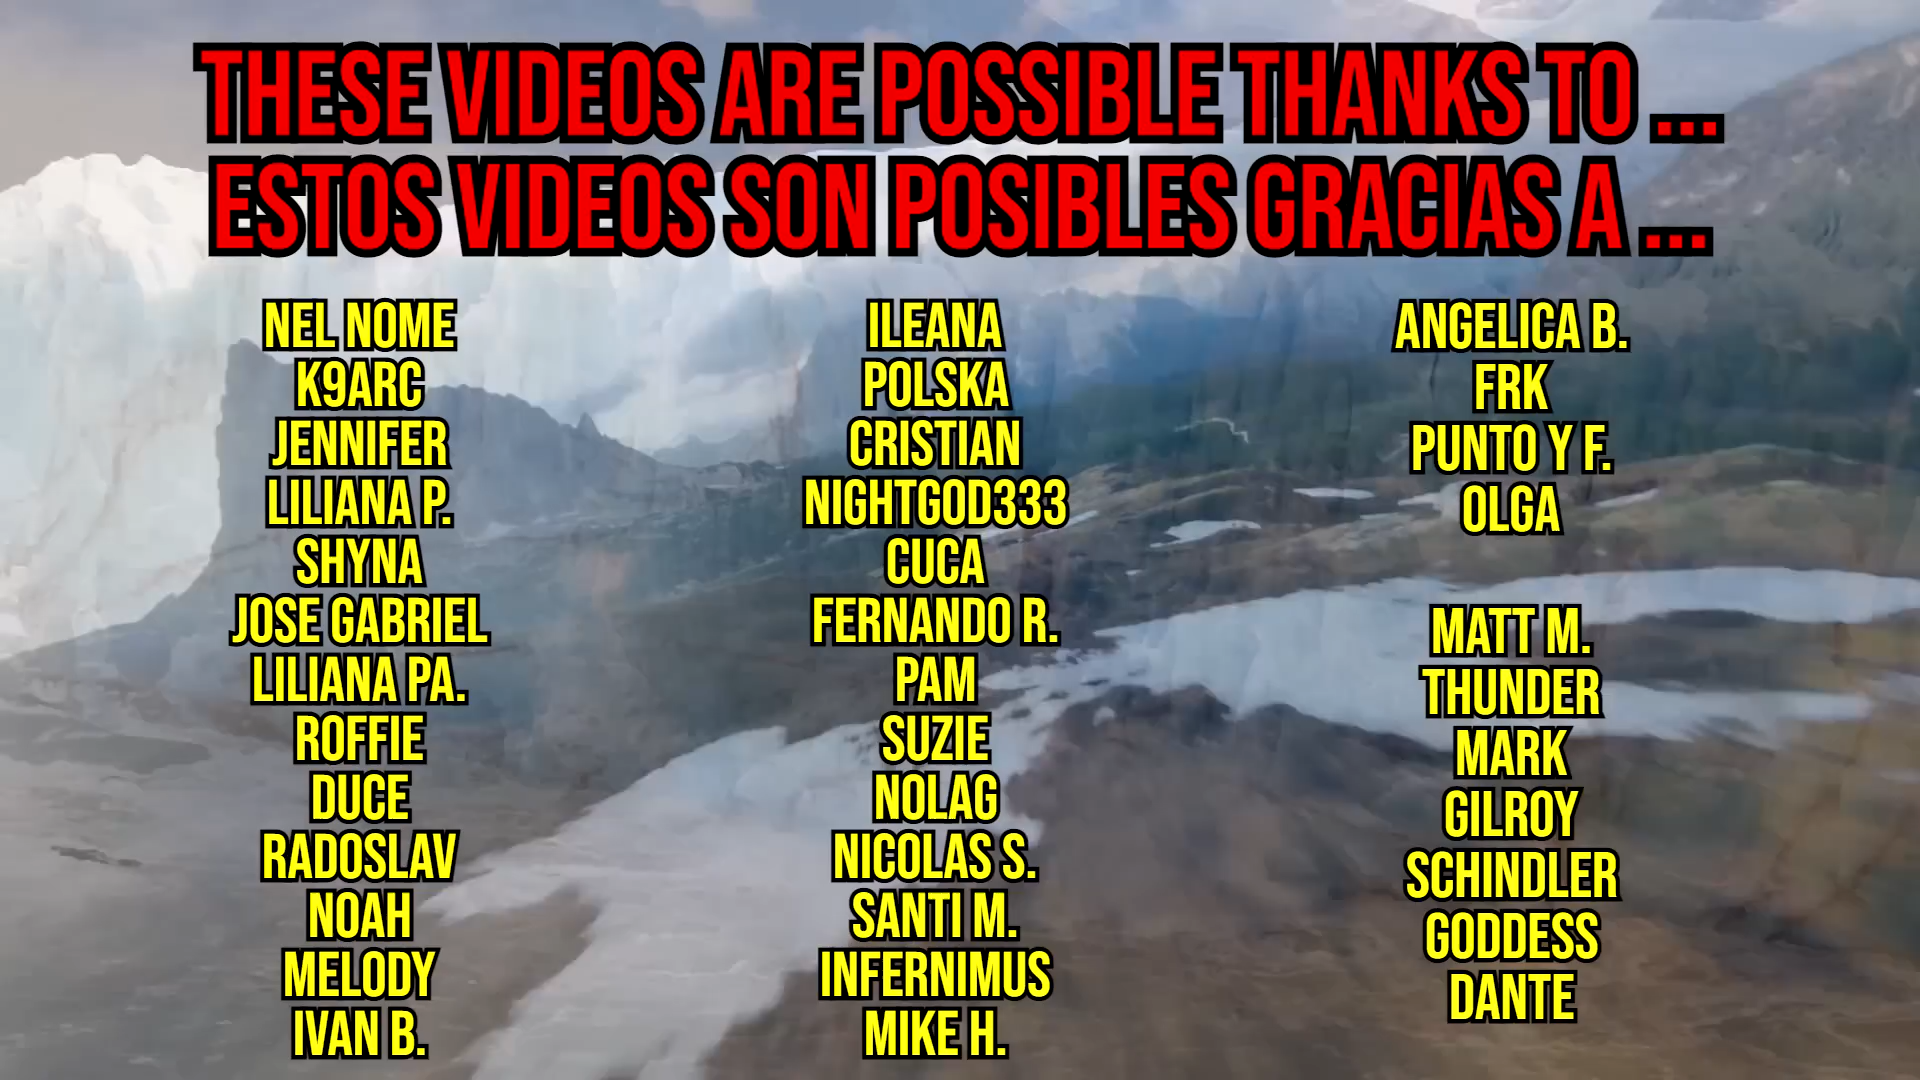 THESE VIDEOS ARE POSSIBLE THANKS TO ...
ESTOS VIDEOS SON POSIBLES GRACIAS A ...
NEL NOME
K9ARC
JENNIFER
LILIANA P.
SHYNA
JOSE GABRIEL
LILIANA PA.
ROFFIE
DUCE
RADOSLAV
NOAH
MELODY
IVAN B.
ILEANA
POLSKA
CRISTIAN
NIGHTGOD333
CUCA
FERNANDO R.
PAM
SUZIE
NOLAG
NICOLAS S.
SANTI M.
INFERNIMUS
MIKE H.
ANGELICA B.
FRK
PUNTO Y F.
OLGA
MATT M.
THUNDER
MARK
GILROY
SCHINDLER
GODDESS
DANTE